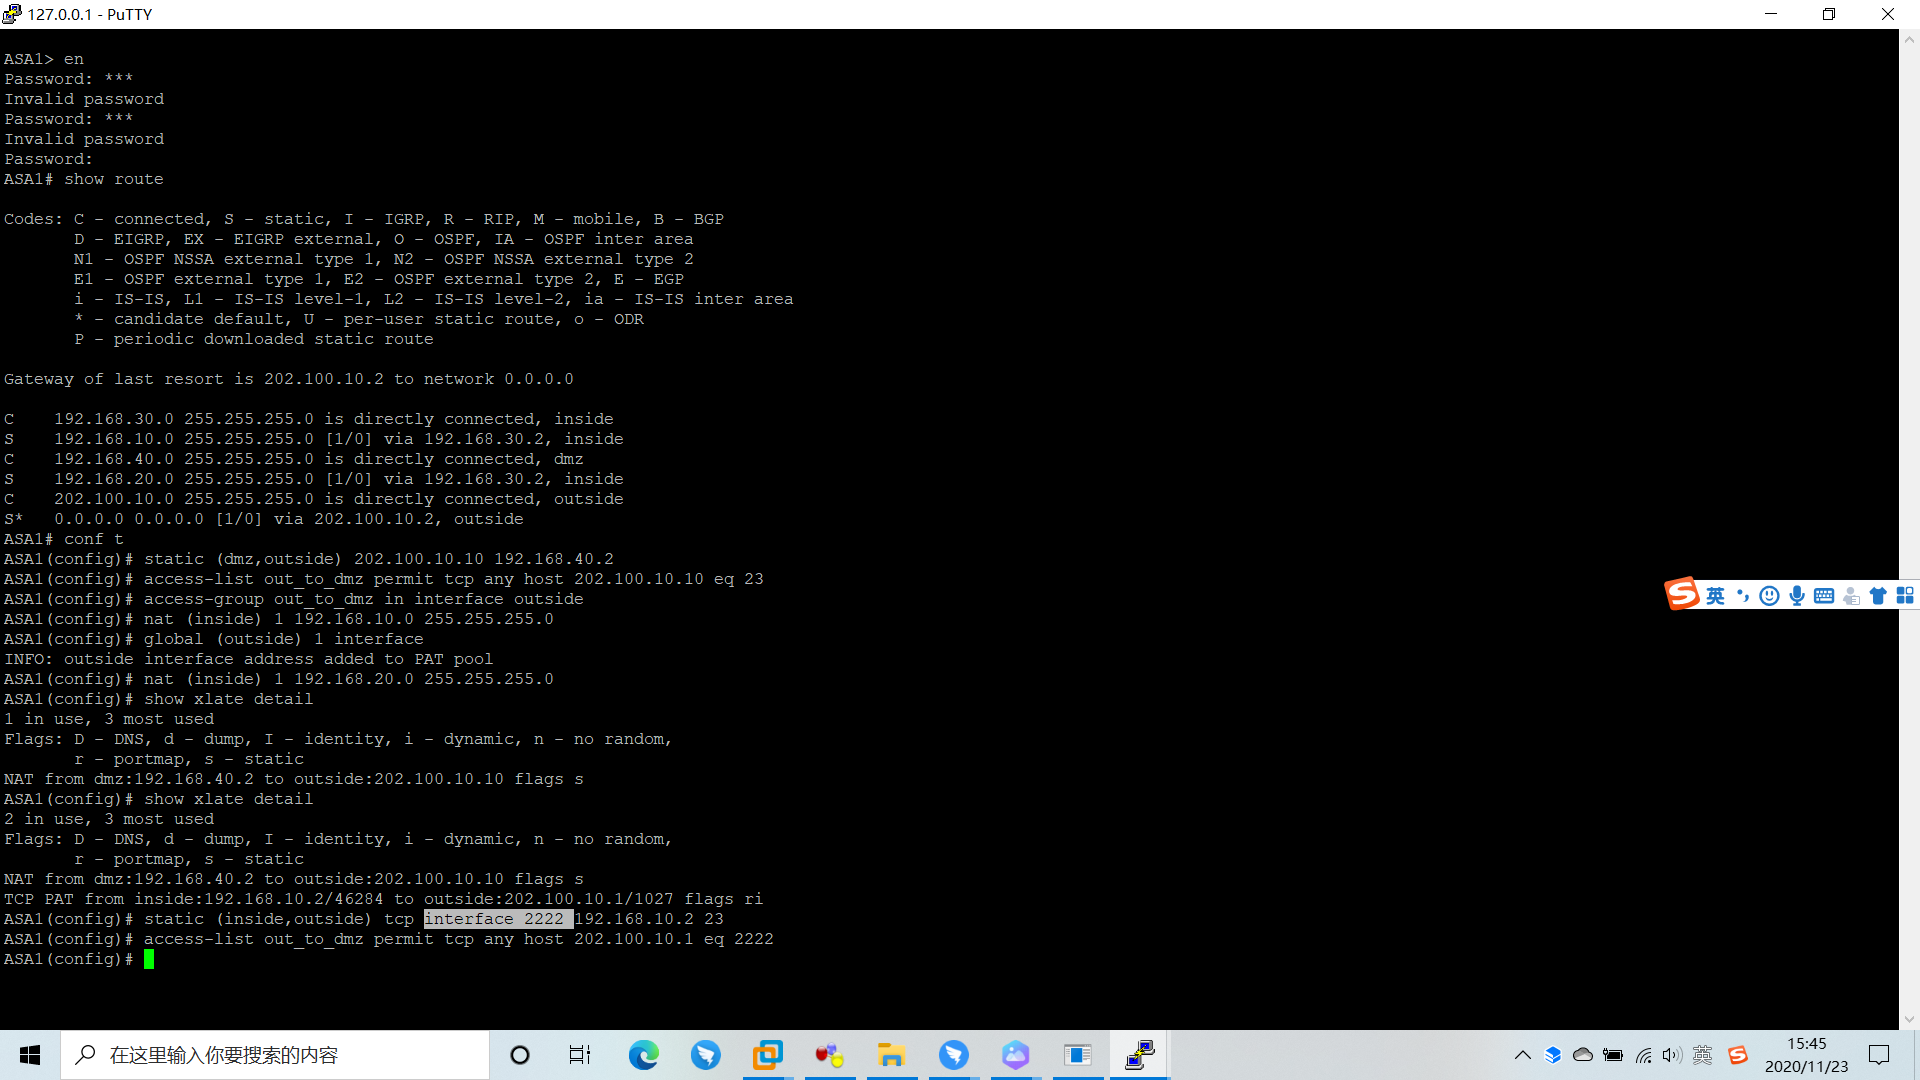 127.0.0.1 - PuTTY
ASA1> en
Password: ***
Invalid password
Password: ***
Invalid password
Password:
ASA1# show route
Codes: C - connected, S - static, I - IGRP, R - RIP, M - mobile, B - BGP
D - EIGRP, EX - EIGRP external, O - OSPF, IA - OSPF inter area
N1 - OSPF NSSA external type 1, N2 - OSPF NSSA external type 2
E1 - OSPF external type 1, E2 - OSPF external type 2, E - EGP
i - IS-IS, L1 - IS-IS level-1, L2 - IS-IS level-2, ia - IS-IS inter area
* - candidate default, U - per-user static route, o - ODR
P - periodic downloaded static route
Gateway of last resort is 202.100.10.2 to network 0.0.0.0
C    192.168.30.0 255.255.255.0 is directly connected, inside
S    192.168.10.0 255.255.255.0 [1/0] via 192.168.30.2, inside
C    192.168.40.0 255.255.255.0 is directly connected, dmz
S    192.168.20.0 255.255.255.0 [1/0] via 192.168.30.2, inside
C    202.100.10.0 255.255.255.0 is directly connected, outside
S*   0.0.0.0 0.0.0.0 [1/0] via 202.100.10.2, outside
ASA1# conf t
ASA1(config)# static (dmz,outside) 202.100.10.10 192.168.40.2
ASA1(config)# access-list out_to_dmz permit tcp any host 202.100.10.10 eq 23
ASA1(config)# access-group out_to_dmz in interface outside
ASA1(config)# nat (inside) 1 192.168.10.0 255.255.255.0
ASA1(config)# global (outside) 1 interface
INFO: outside interface address added to PAT pool
ASA1(config)# nat (inside) 1 192.168.20.0 255.255.255.0
ASA1(config)# show xlate detail
1 in use, 3 most used
Flags: D - DNS, d - dump, I - identity, i - dynamic, n - no random,
r - portmap, s - static
NAT from dmz:192.168.40.2 to outside:202.100.10.10 flags s
ASA1(config)# show xlate detail
2 in use, 3 most used
Flags: D - DNS, d - dump, I - identity, i - dynamic, n - no random,
r - portmap, s - static
NAT from dmz:192.168.40.2 to outside:202.100.10.10 flags s
TCP PAT from inside:192.168.10.2/46284 to outside:202.100.10.1/1027 flags ri
ASA1(config)# static (inside,outside) tcp interface 2222 192.168.10.2 23
ASA1(config)# access-list out_to_dmz permit tcp any host 202.100.10.1 eq 2222
ASA1(config)#
S 英
在这里输入你要搜索的内容
英 S
15:45
2020/11/23